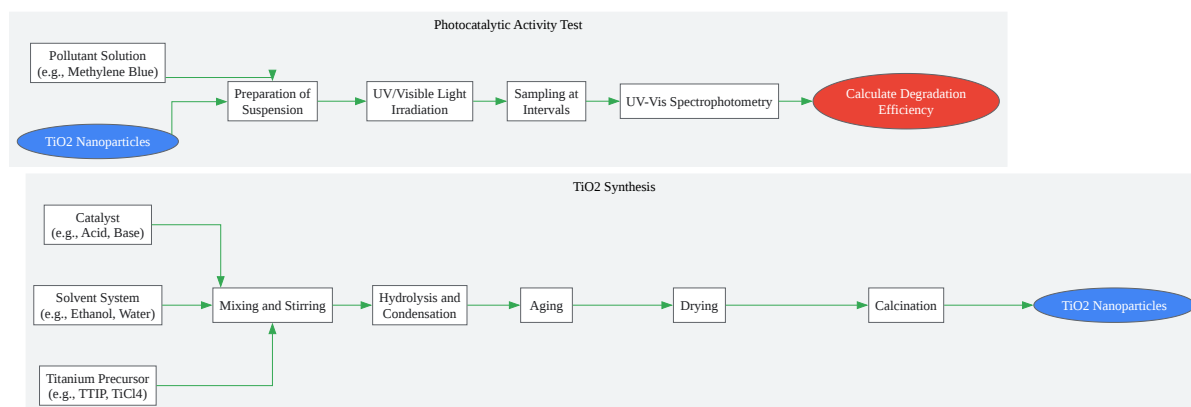 Photocatalytic Activity Test
Pollutant Solution
(e.g., Methylene Blue)
TiO2 Nanoparticles
Preparation of
Suspension
UV/Visible Light
Irradiation
Sampling at
Intervals
UV-Vis Spectrophotometry
Calculate Degradation
Efficiency
TiO2 Synthesis
Catalyst
(e.g., Acid, Base)
Solvent System
(e.g., Ethanol, Water)
Titanium Precursor
(e.g., TTIP, TiCl4)
Mixing and Stirring
Hydrolysis and
Condensation
Aging
Drying
Calcination
TiO2 Nanoparticles